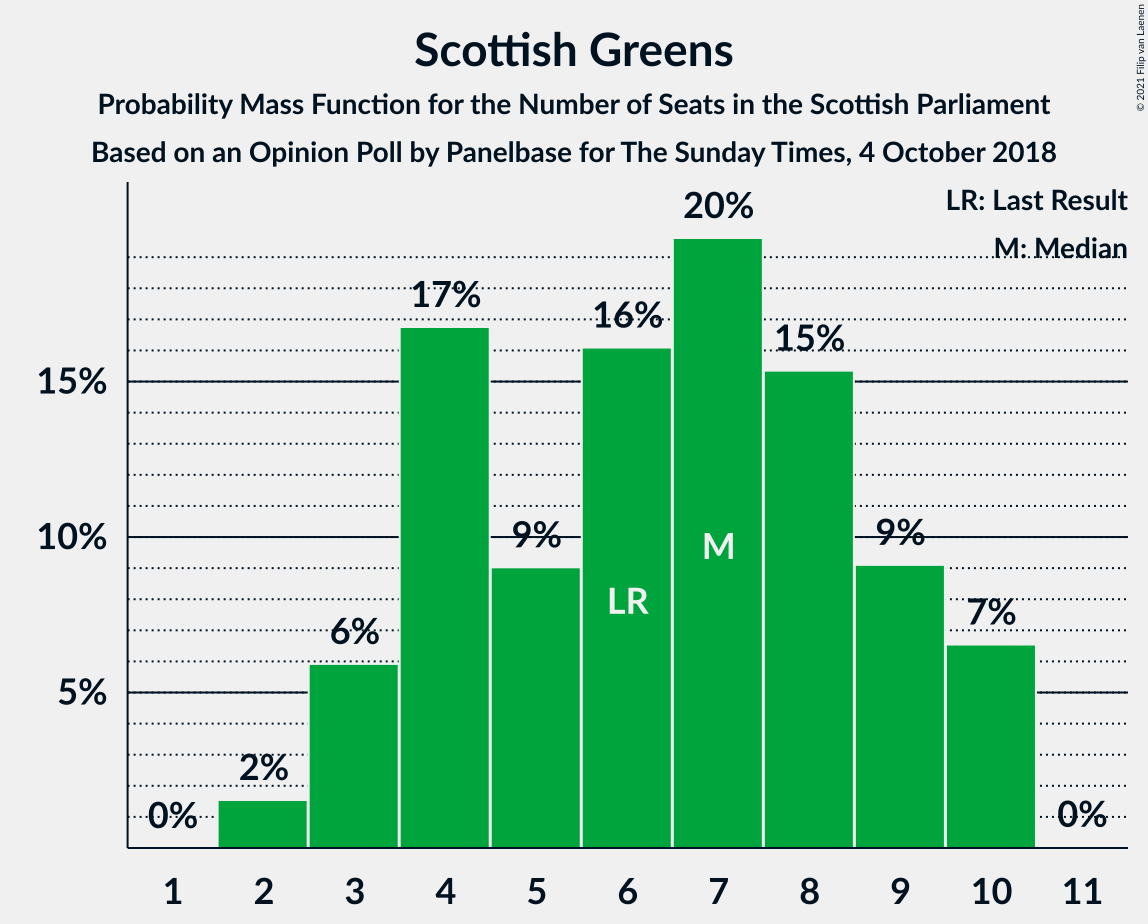 Scottish Greens
Probability Mass Function for the Number of Seats in the Scottish Parliament
Based on an Opinion Poll by Panelbase for The Sunday Times, 4 October 2018
© 2021 Filip van Laenen
LR: Last Result
M: Median
20%
17%
16%
15%
15%
10%
9%
9%
M
LR
7%
6%
5%
2%
0%
0%
1 2 3 4 5 6 7 8 9 10 11